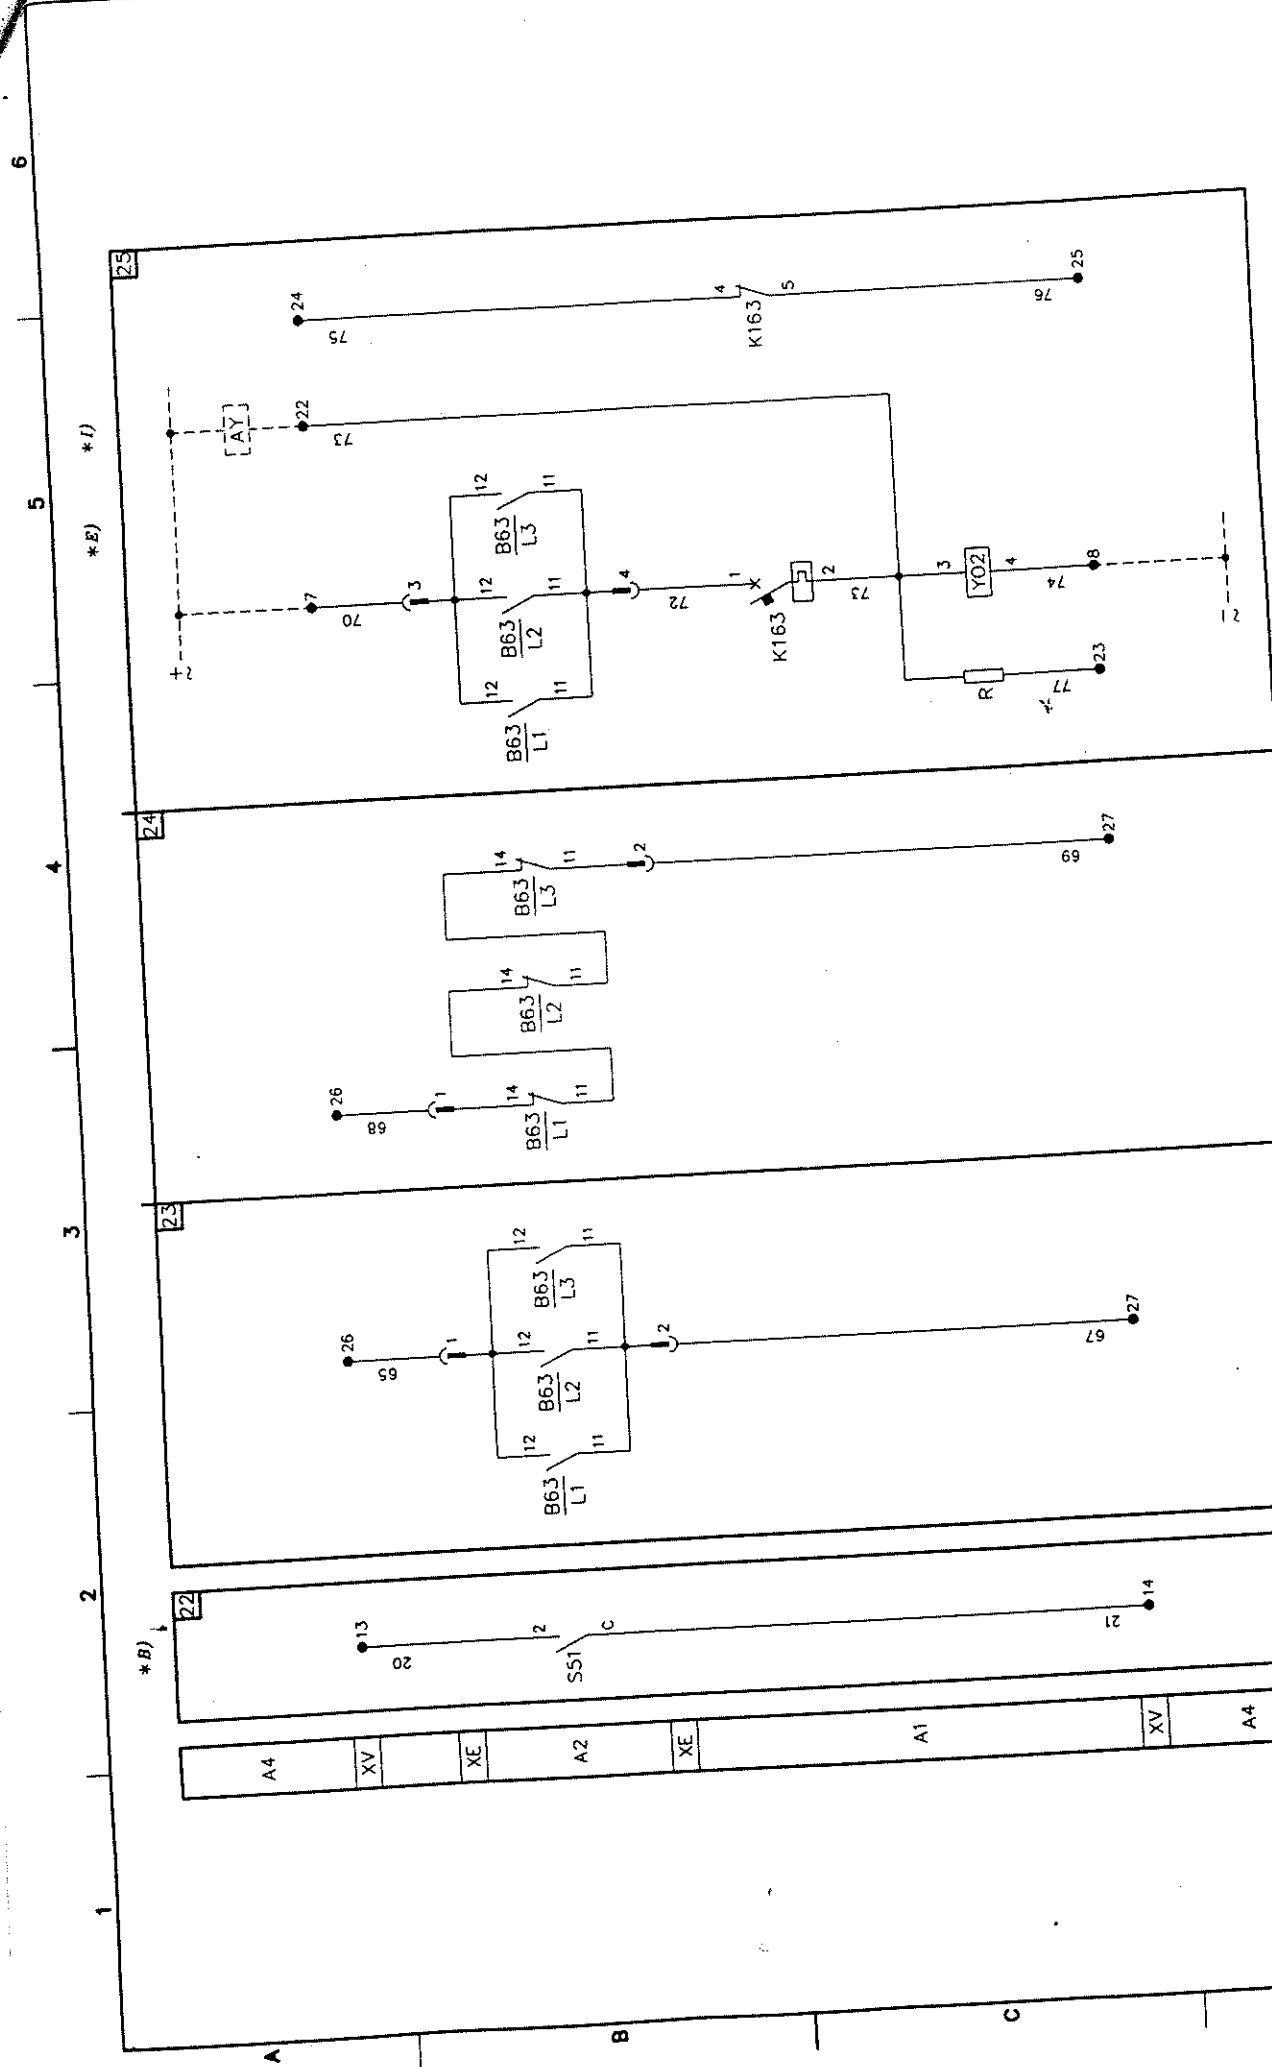 6
5
4
3
2
1
A
B
C
*E) *I)
*B)
25
24
75
K163
4
5
76
25
AY
22
73
≀+
7
70
3
12
11
B63
L3
12
11
B63
L2
12
11
B63
L1
4
72
1
K163
2
73
3
Y02
4
74
8
≀-
R
77
23
*
24
26
68
1
14
11
B63
L1
14
11
B63
L2
14
11
B63
L3
2
69
27
23
26
65
1
12
11
B63
L3
12
11
B63
L2
12
11
B63
L1
2
67
27
22
13
20
2
S51
C
21
14
A4
XV
XE
A2
XE
A1
XV
A4